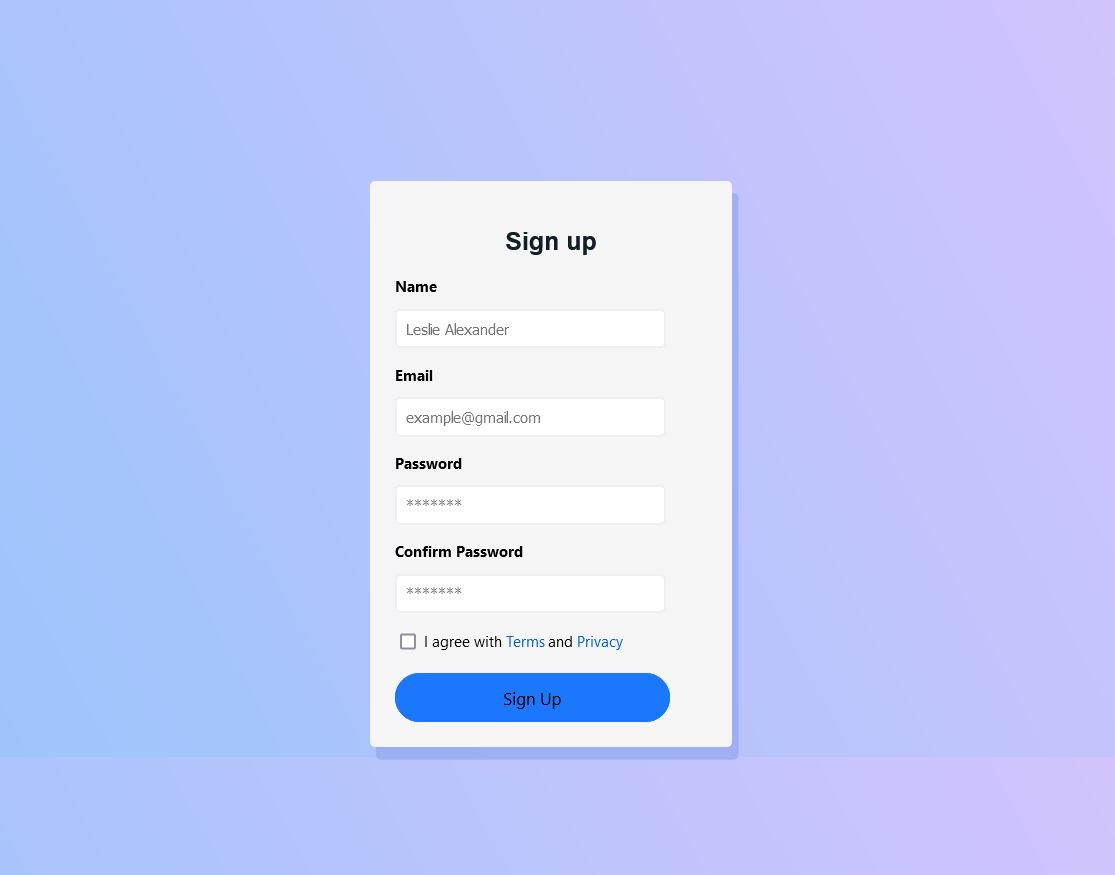 Sign up
Name
Leslie Alexander
Email
example@gmail.com
Password
*******
Confirm Password
*******
I agree with Terms and Privacy
Sign Up